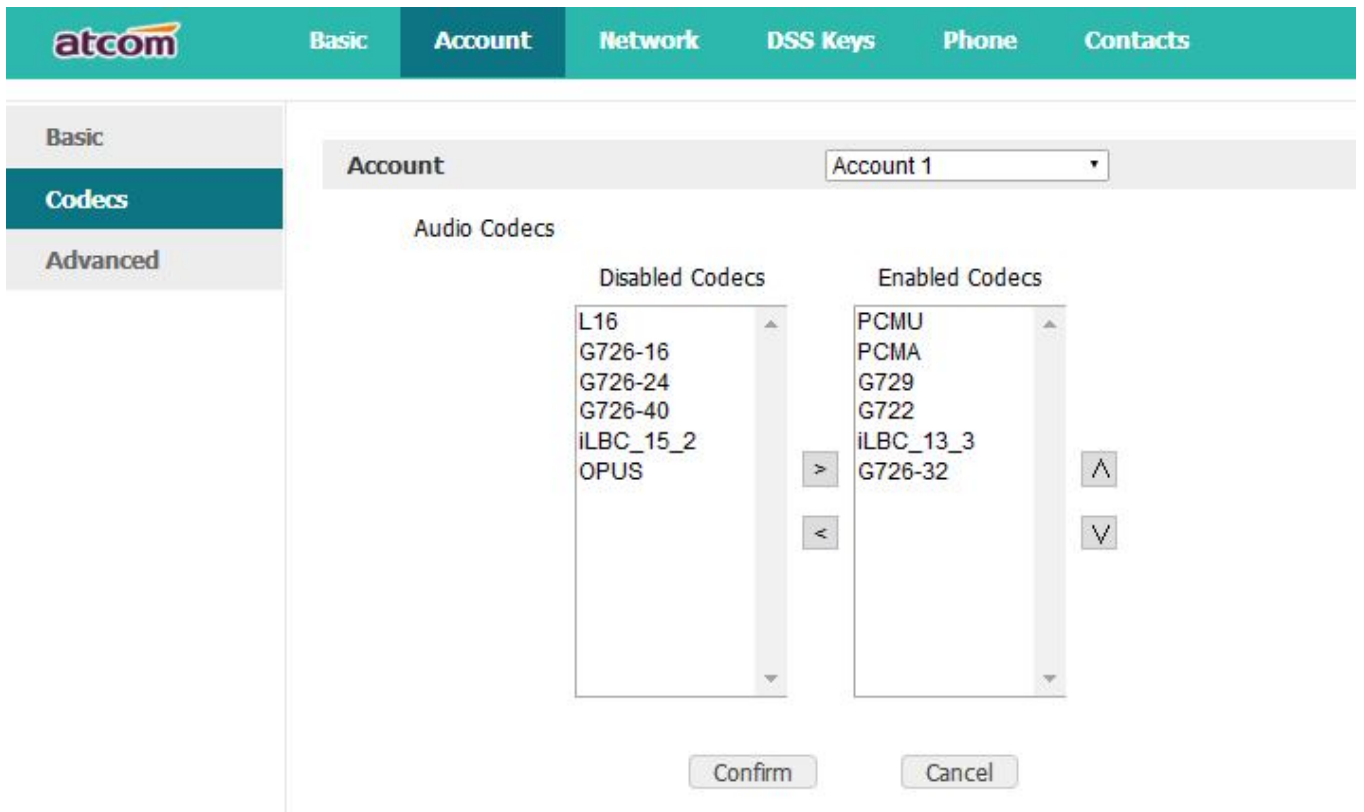 atcom Basic Account Network DSS Keys Phone Contacts
Basic
Codecs
Advanced
Account Account 1
Audio Codecs
Disabled Codecs Enabled Codecs
L16 PCMU
G726-16 PCMA
G726-24 G729
G726-40 G722
iLBC_15_2 iLBC_13_3
OPUS > G726-32 Λ
< V
Confirm Cancel